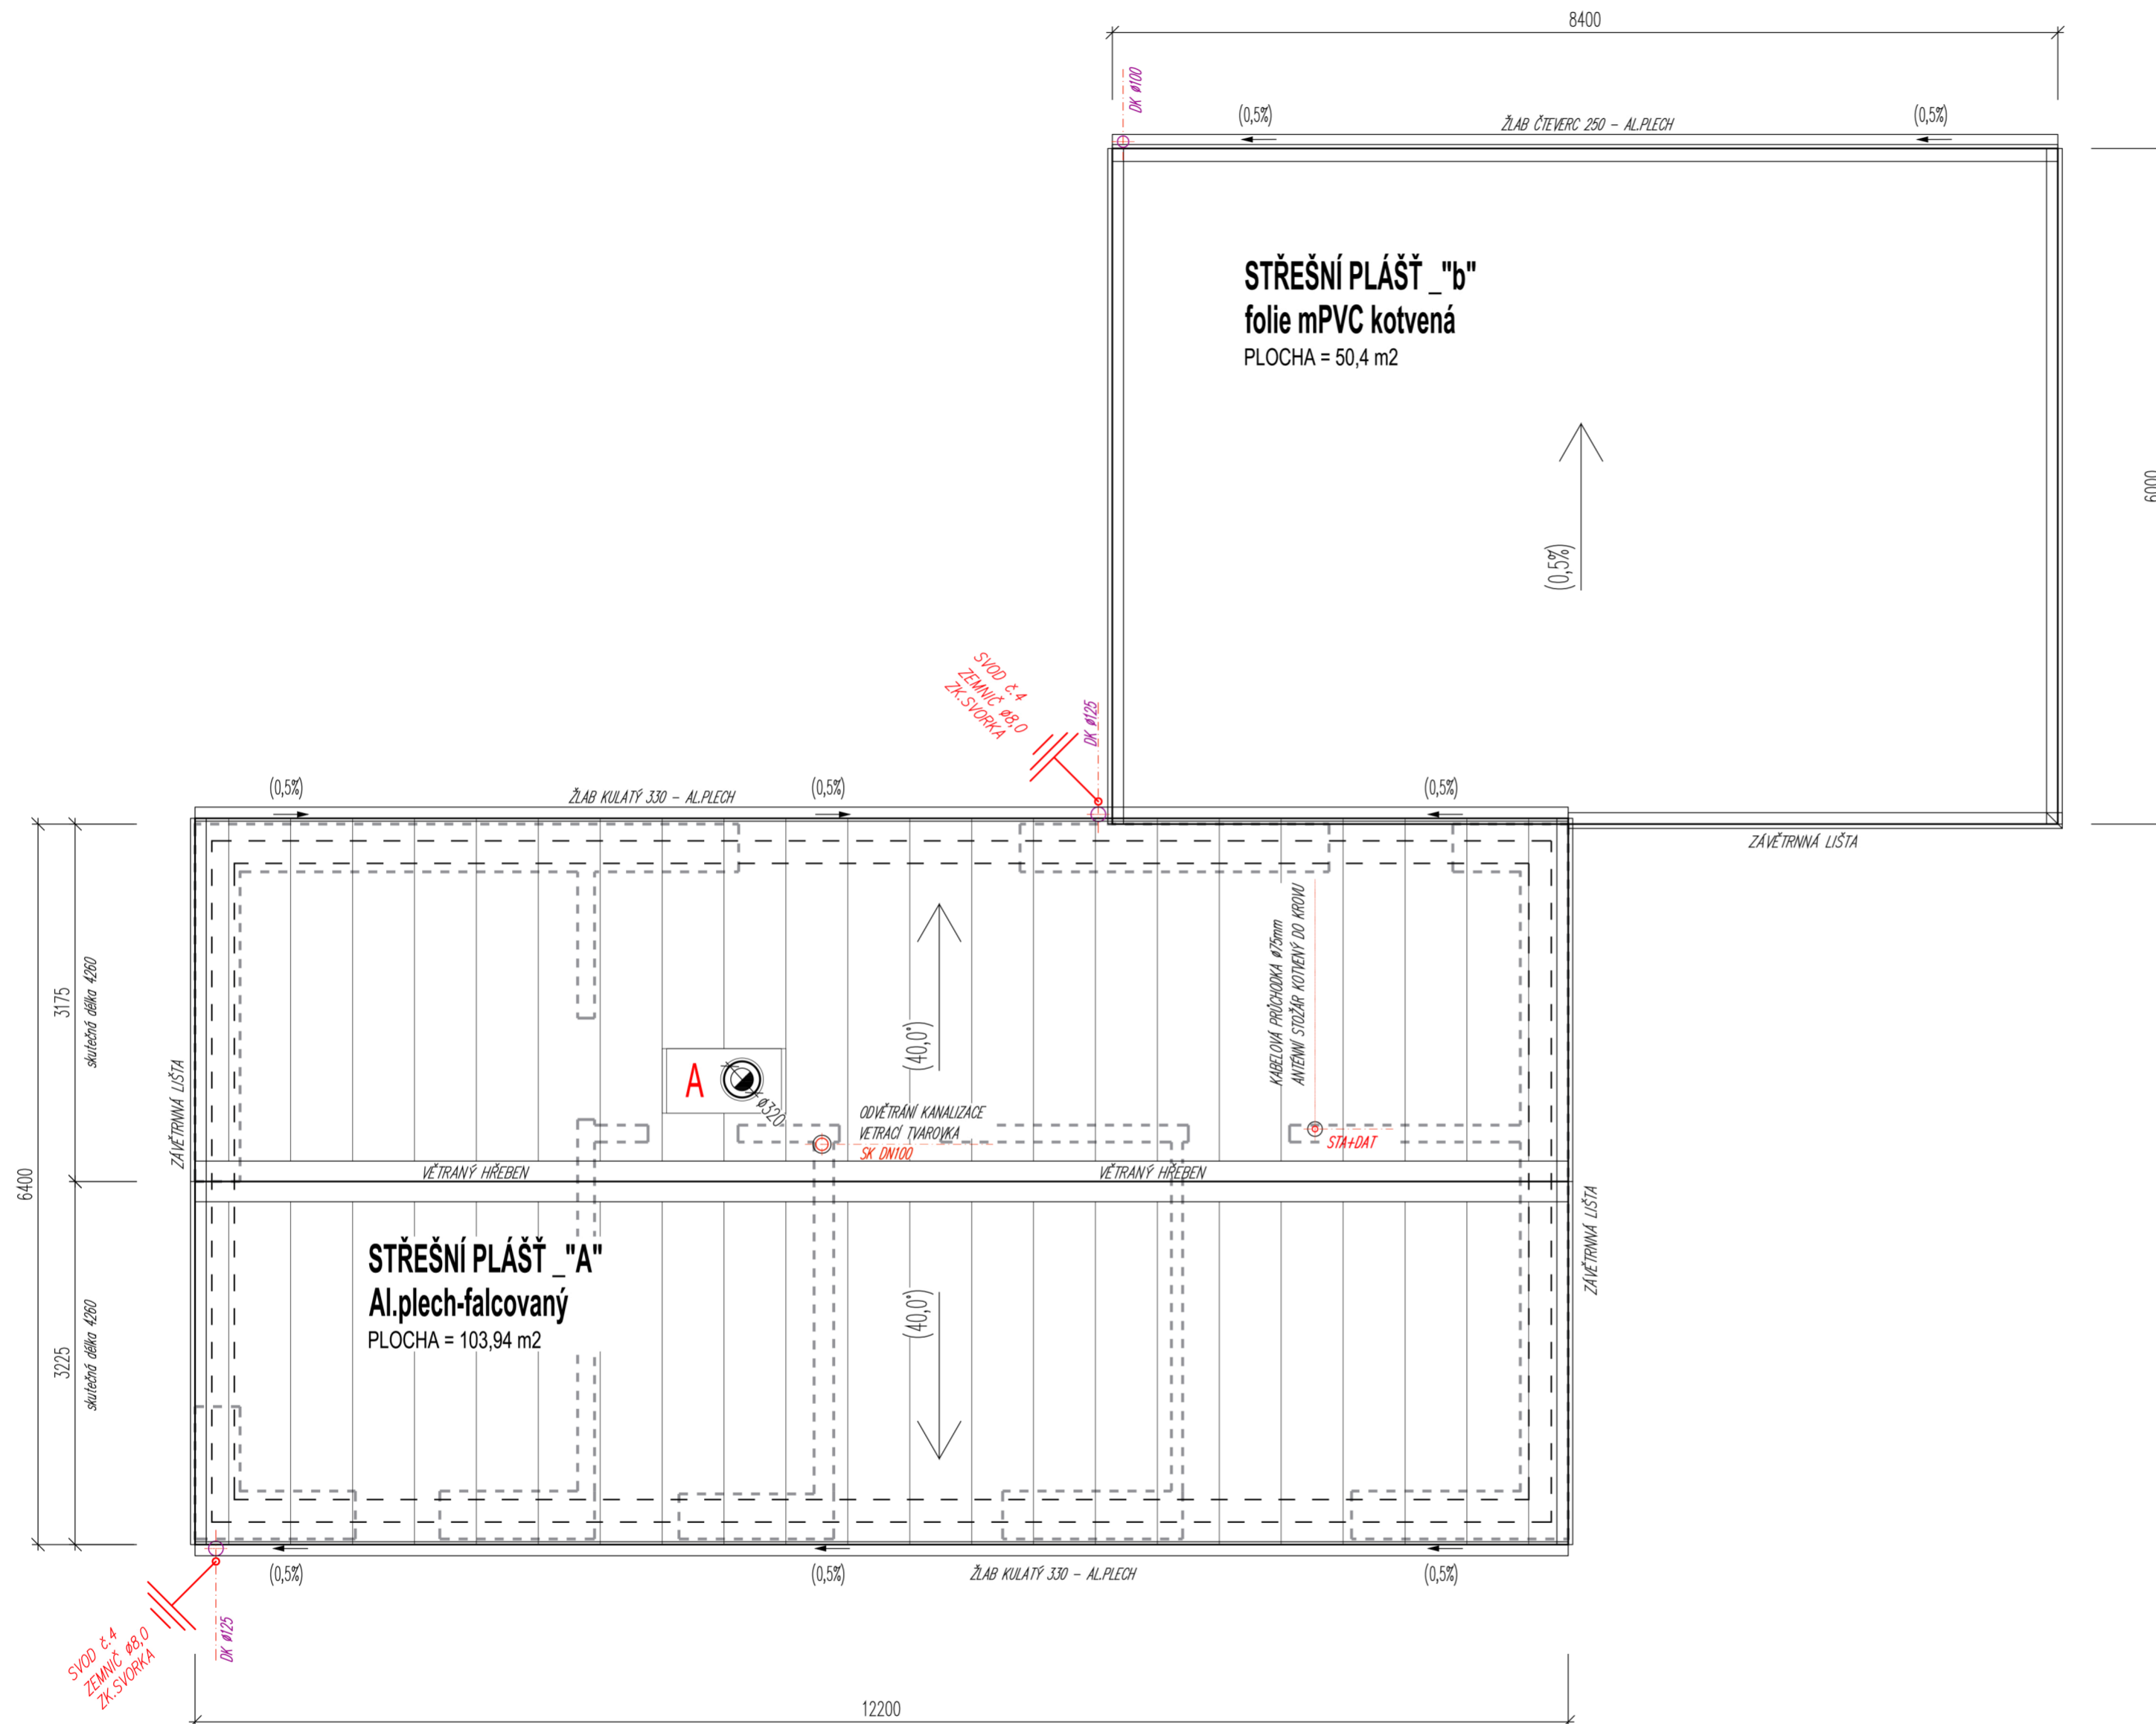 8400
DK ø100
(0,5%)
ŽLAB ČTEVERC 250 - AL.PLECH
(0,5%)
STŘEŠNÍ PLÁŠŤ _"b"
folie mPVC kotvená
PLOCHA = 50,4 m2
6000
(0,5%)
SVOD č.4
ZEMNIČ ø8,0
ZK.SVORKA
DK ø125
(0,5%)
ŽLAB KULATÝ 330 - AL.PLECH
(0,5%)
(0,5%)
ZÁVĚTRNNÁ LIŠTA
6400
3175
skutečná délka 4260
ZÁVĚTRNNÁ LIŠTA
(40,0°)
KABELOVÁ PRŮCHODKA ø75mm
ANTÉNNÍ STOŽÁR KOTVENÝ DO KROVU
A
ø320
ODVĚTRÁNÍ KANALIZACE
VETRACÍ TVAROVKA
SK DN100
STA+DAT
VĚTRANÝ HŘEBEN
VĚTRANÝ HŘEBEN
ZÁVĚTRNNÁ LIŠTA
STŘEŠNÍ PLÁŠŤ _"A"
Al.plech-falcovaný
PLOCHA = 103,94 m2
(40,0°)
3225
skutečná délka 4260
(0,5%)
(0,5%)
ŽLAB KULATÝ 330 - AL.PLECH
(0,5%)
SVOD č.4
ZEMNIČ ø8,0
ZK.SVORKA
DK ø125
12200